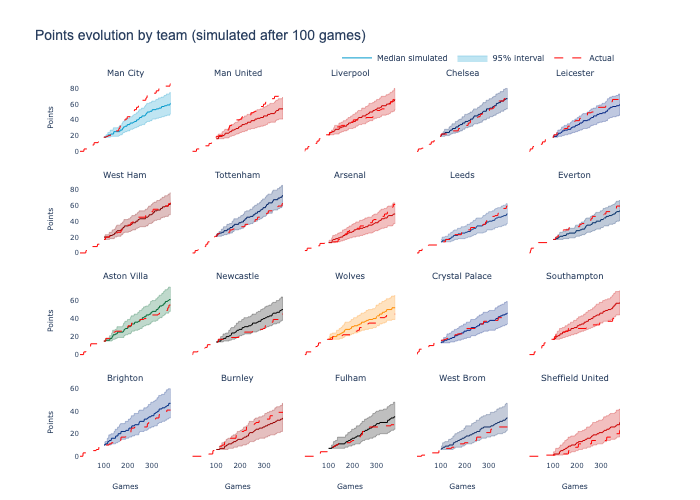 Points evolution by team (simulated after 100 games)
Median simulated 95% interval Actual
Man City Man United Liverpool Chelsea Leicester
Points
80
60
40
20
0
West Ham Tottenham Arsenal Leeds Everton
Points
80
60
40
20
0
Aston Villa Newcastle Wolves Crystal Palace Southampton
Points
60
40
20
0
Brighton Burnley Fulham West Brom Sheffield United
Points
60
40
20
0
100 200 300 100 200 300 100 200 300 100 200 300 100 200 300
Games Games Games Games Games